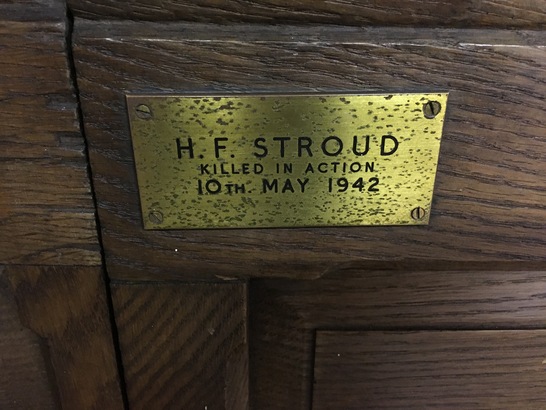 H. F. STROUD
KILLED IN ACTION
10TH. MAY 1942